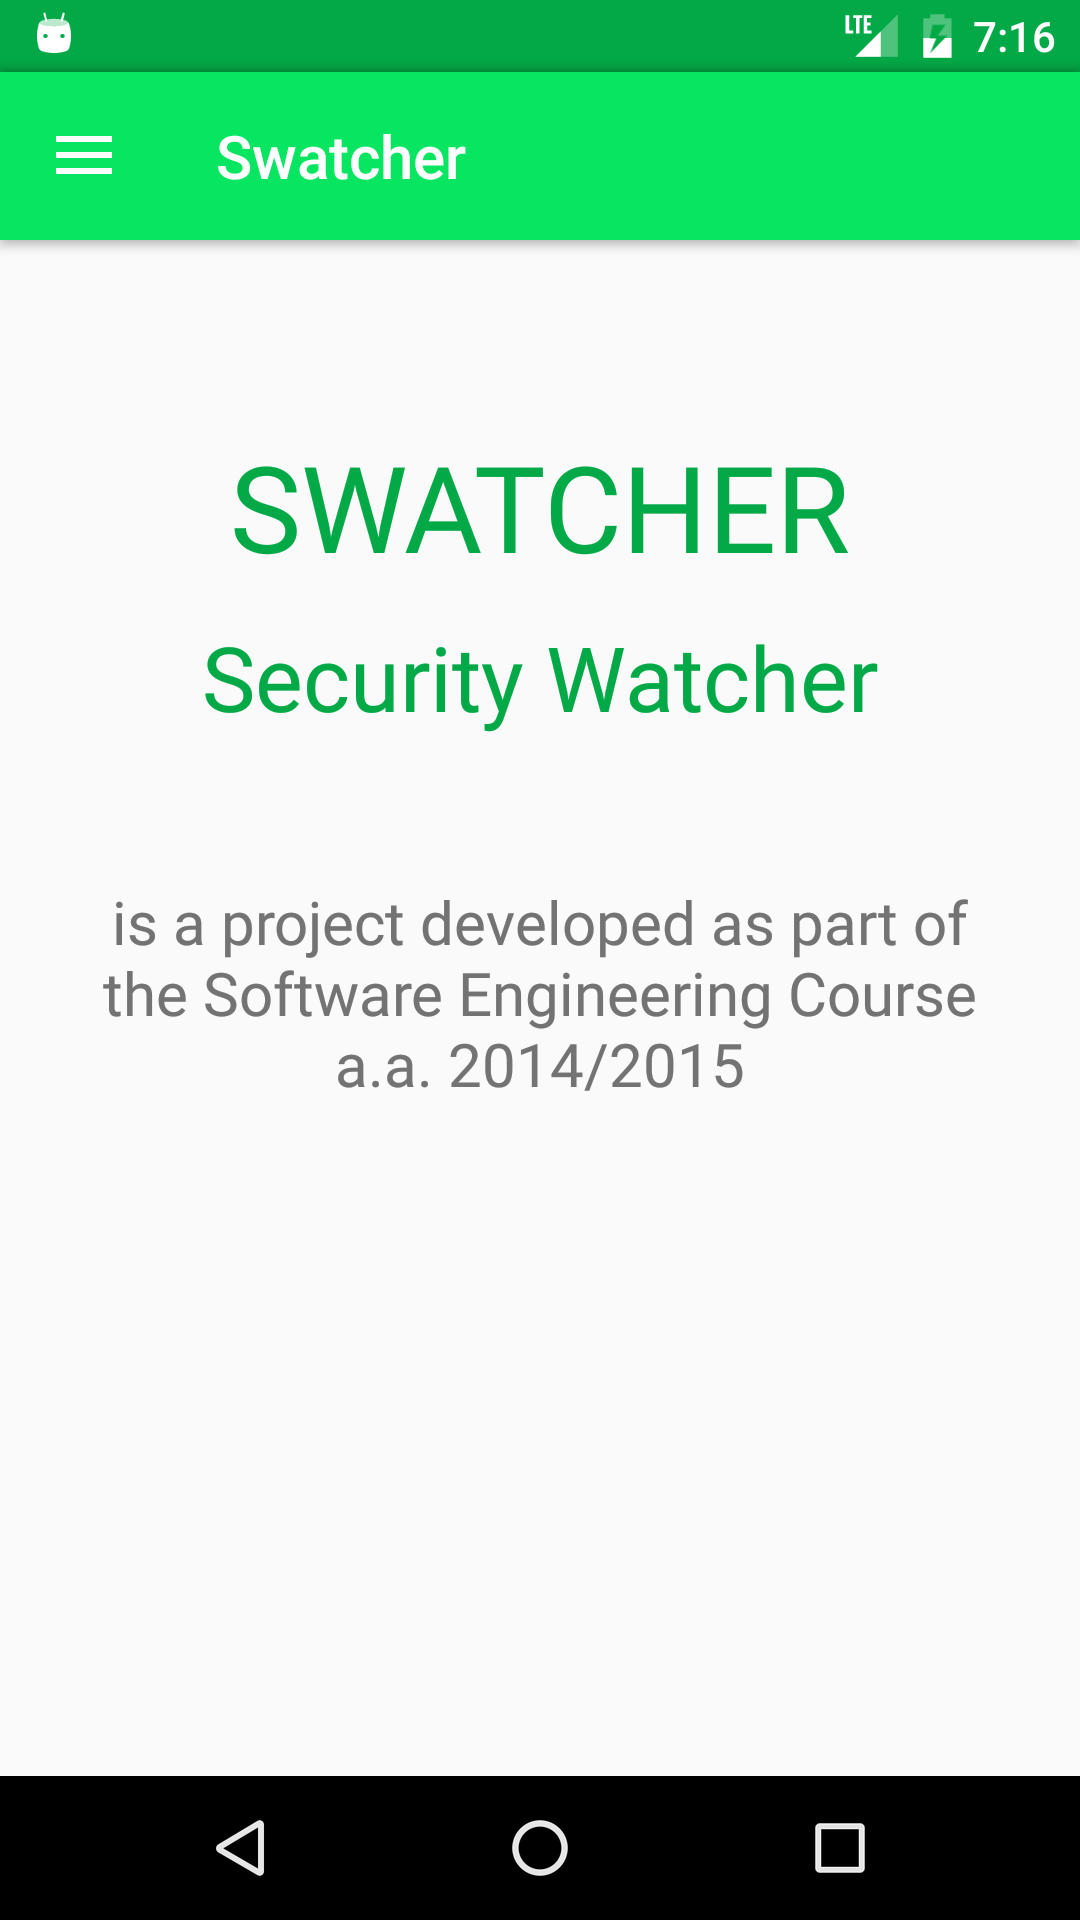 LTE 7:16
Swatcher
SWATCHER
Security Watcher
is a project developed as part of
the Software Engineering Course
a.a. 2014/2015